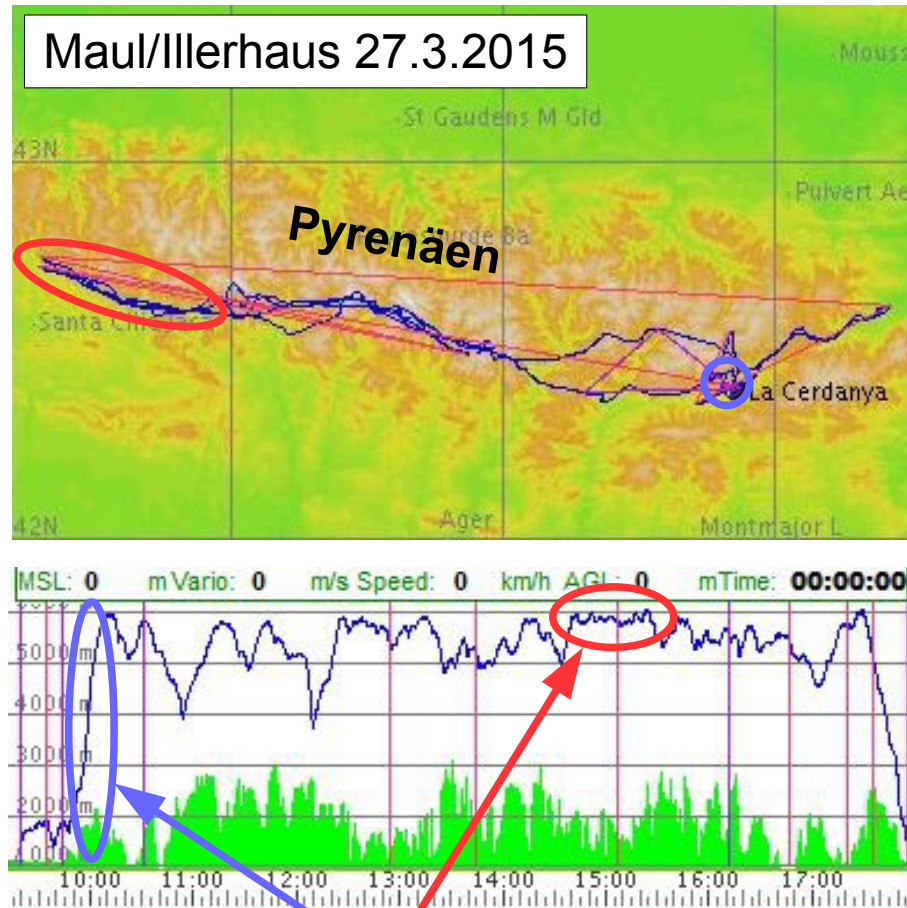 Maul/Illerhaus 27.3.2015
Mouss
St Gaudens M Gld
43N
Pulvert Ae
Pyrenäen
Santa
La Cerdanya
Ager
42N
Montmajor L
MSL: 0 m Vario: 0 m/s Speed: 0 km/h AGL: 0 mTime: 00:00:00
5000 m
4000 m
3000 m
2000 m
10:00 11:00 12:00 13:00 14:00 15:00 16:00 17:00